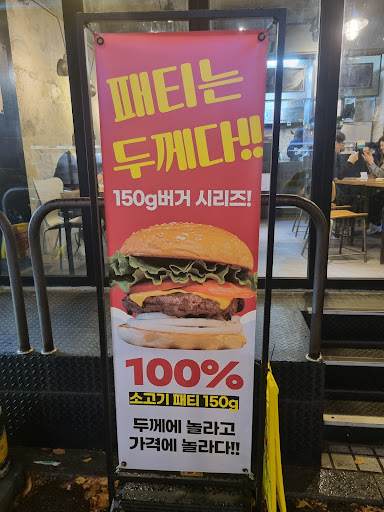 패티는
두께다!!
150g버거 시리즈!
100%
소고기 패티 150g
두께에 놀라고
가격에 놀라다!!